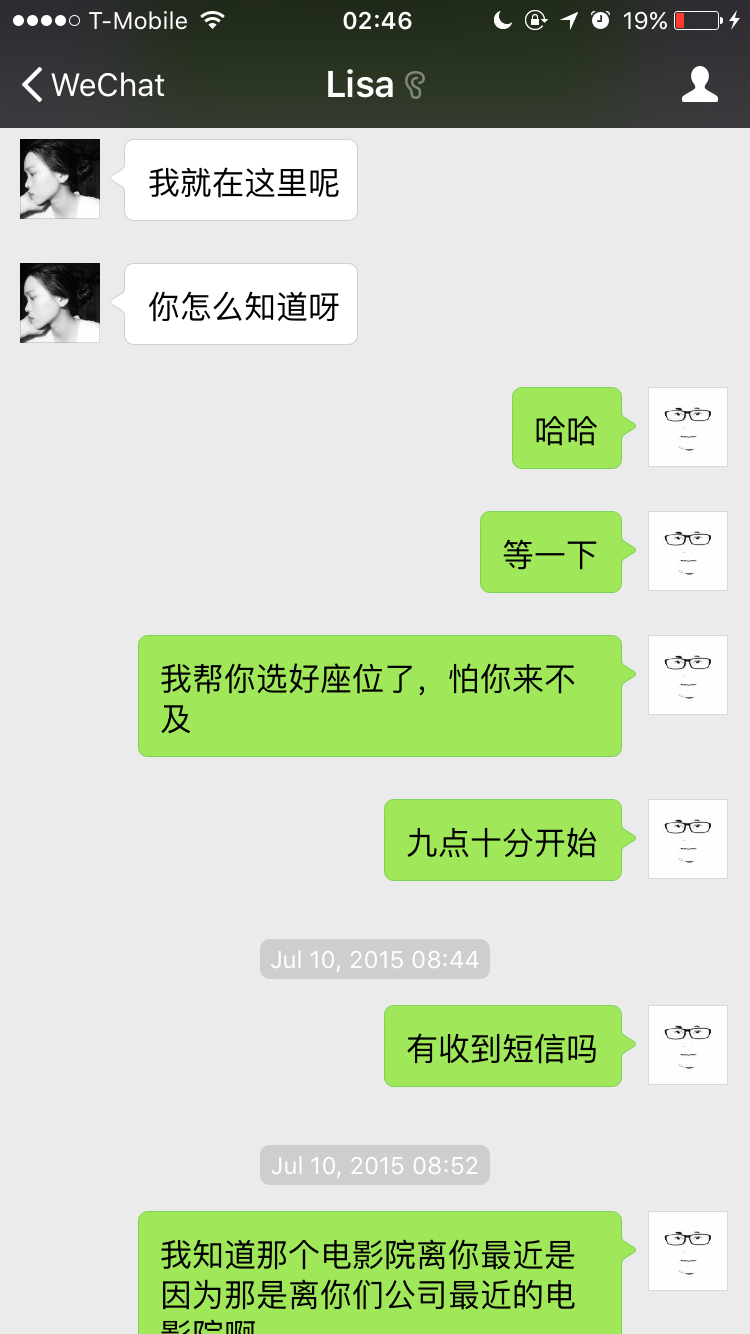 T-Mobile 02:46 19%
WeChat Lisa
我就在这里呢
你怎么知道呀
哈哈
等一下
我帮你选好座位了，怕你来不
及
九点十分开始
Jul 10, 2015 08:44
有收到短信吗
Jul 10, 2015 08:52
我知道那个电影院离你最近是
因为那是离你们公司最近的电
影院啊